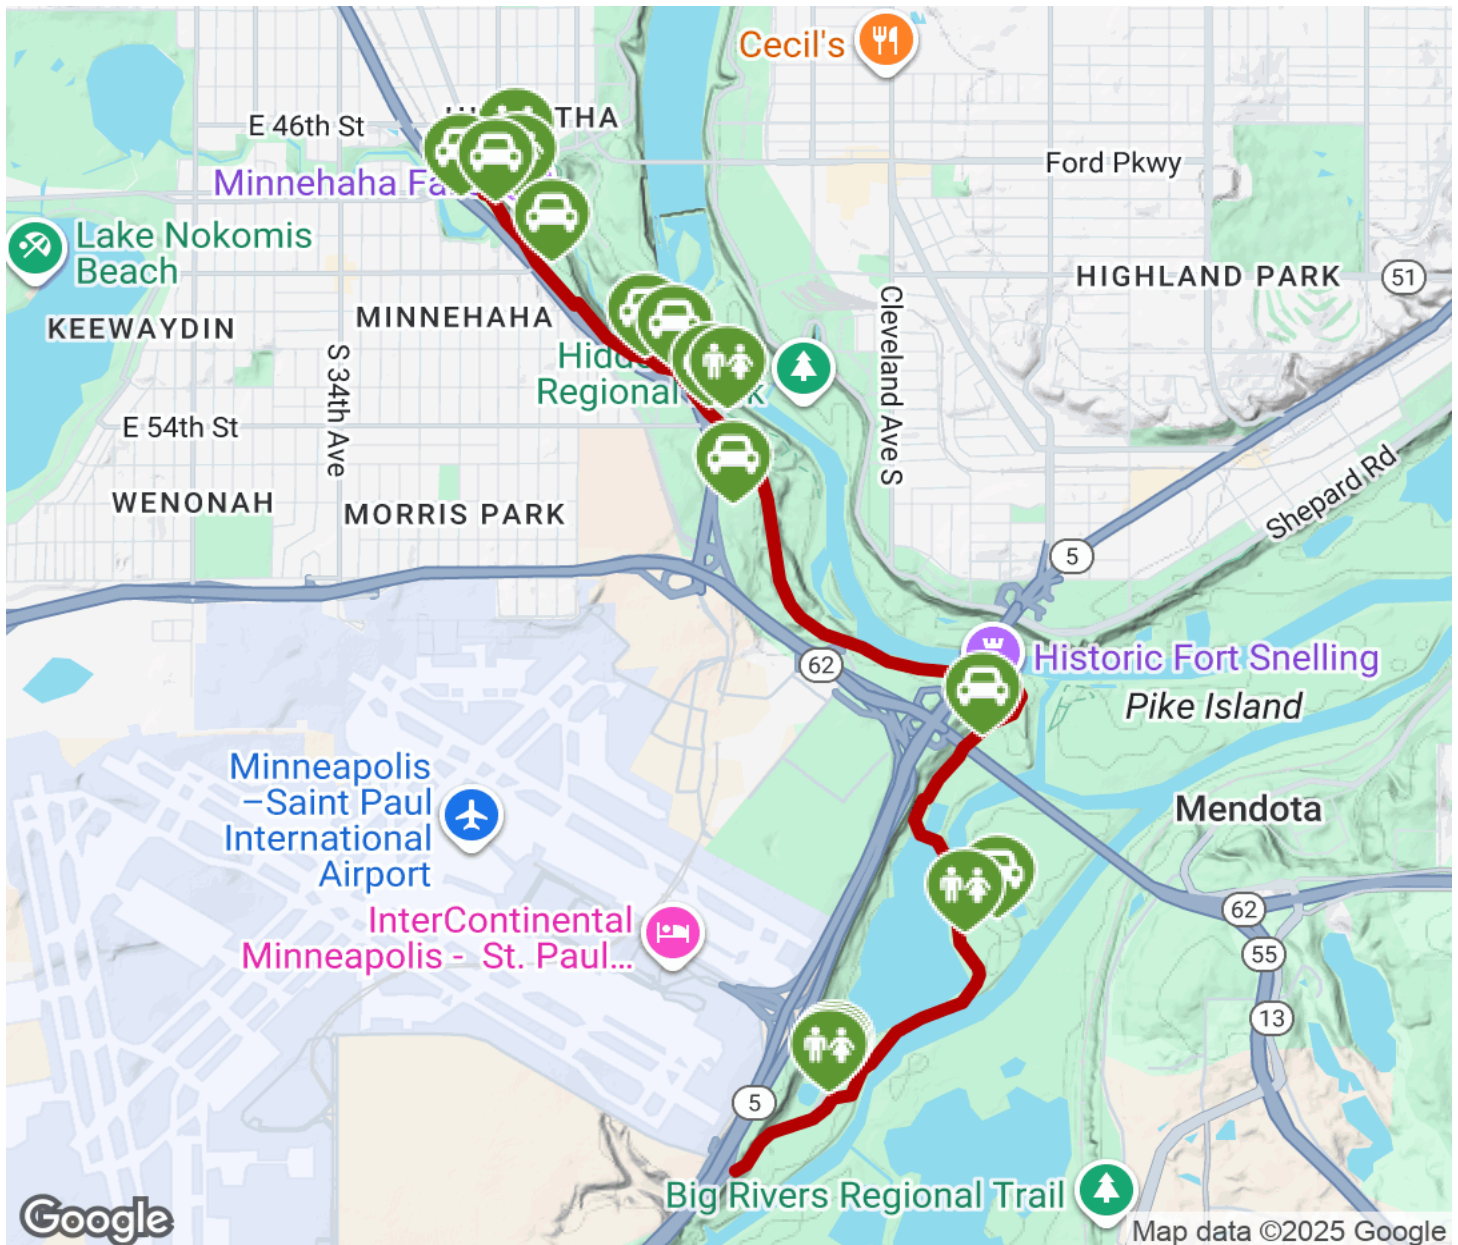 Cecil's
THA
E 46th St
Ford Pkwy
Minnehaha
Lake Nokomis
Beach
HIGHLAND PARK
51
KEEWAYDIN
MINNEHAHA
Cleveland Ave S
S 34th Ave
Regional
E 54th St
WENONAH
MORRIS PARK
Shepard Rd
5
62
Historic Fort Snelling
Pike Island
Minneapolis
–Saint Paul
International
Airport
Mendota
InterContinental
Minneapolis - St. Paul...
62
55
13
5
Big Rivers Regional Trail
Google
Map data ©2025 Google